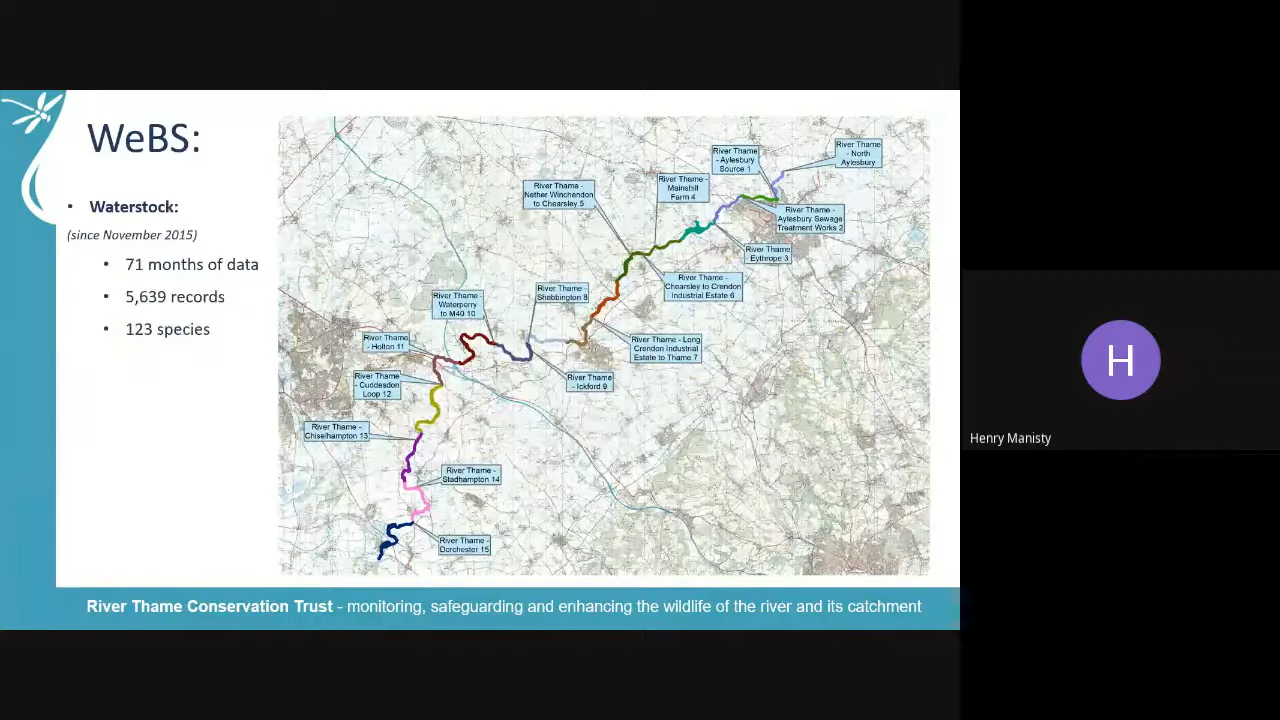 WeBS:
• Waterstock:
(since November 2015)
• 71 months of data
• 5,639 records
• 123 species
River Thame
- North
Aylesbury
River Thame
- Aylesbury
Source 1
River Thame -
Mainshill
Farm 4
River Thame -
Nether Winchendon
to Chearsley 5
River Thame -
Aylesbury Sewage
Treatment Works 2
River Thame
- Eythrope 3
River Thame -
Chearsley to Crendon
Industrial Estate 6
River Thame -
Shabbington 8
River Thame -
Waterperry
to M40 10
River Thame
- Holton 11
River Thame - Long
Crendon Industrial
Estate to Thame 7
River Thame
- Ickford 9
River Thame
- Cuddesdon
Loop 12
River Thame -
Chiselhampton 13
River Thame -
Stadhampton 14
River Thame -
Dorchester 15
River Thame Conservation Trust - monitoring, safeguarding and enhancing the wildlife of the river and its catchment
H
Henry Manisty